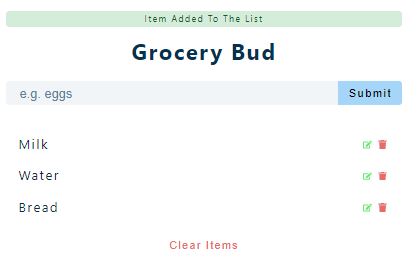 Item Added To The List
Grocery Bud
e.g. eggs
Submit
Milk
Water
Bread
Clear Items